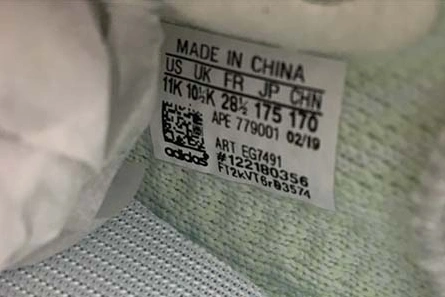 MADE IN CHINA
US UK FR JP CHN
11K 10½K 28½ 175 170
APE 779001 02/19
ART EG7491
#122180356
adidas